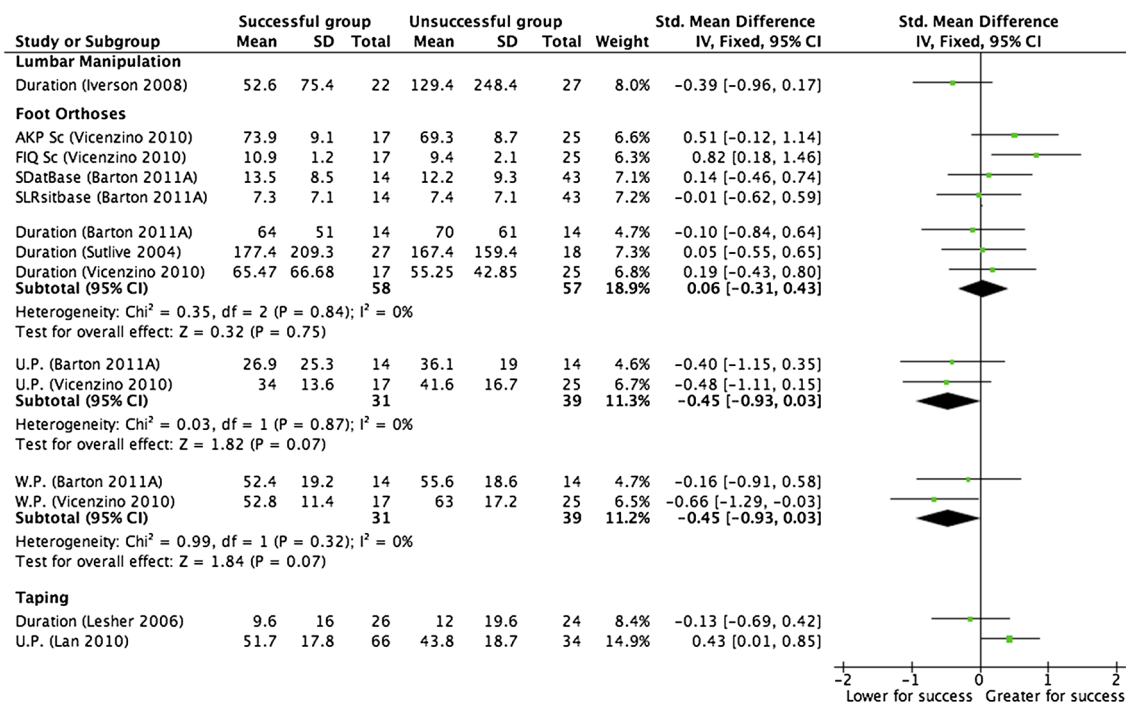 Successful group Unsuccessful group Std. Mean Difference Std. Mean Difference
Study or Subgroup Mean SD Total Mean SD Total Weight IV, Fixed, 95% CI IV, Fixed, 95% CI
Lumbar Manipulation
Duration (Iverson 2008) 52.6 75.4 22 129.4 248.4 27 8.0% −0.39 [−0.96, 0.17]
Foot Orthoses
AKP Sc (Vicenzino 2010) 73.9 9.1 17 69.3 8.7 25 6.6% 0.51 [−0.12, 1.14]
FIQ Sc (Vicenzino 2010) 10.9 1.2 17 9.4 2.1 25 6.3% 0.82 [0.18, 1.46]
SDatBase (Barton 2011A) 13.5 8.5 14 12.2 9.3 43 7.1% 0.14 [−0.46, 0.74]
SLRsitbase (Barton 2011A) 7.3 7.1 14 7.4 7.1 43 7.2% −0.01 [−0.62, 0.59]
Duration (Barton 2011A) 64 51 14 70 61 14 4.7% −0.10 [−0.84, 0.64]
Duration (Sutlive 2004) 177.4 209.3 27 167.4 159.4 18 7.3% 0.05 [−0.55, 0.65]
Duration (Vicenzino 2010) 65.47 66.68 17 55.25 42.85 25 6.8% 0.19 [−0.43, 0.80]
Subtotal (95% CI) 58 57 18.9% 0.06 [−0.31, 0.43]
Heterogeneity: Chi² = 0.35, df = 2 (P = 0.84); I² = 0%
Test for overall effect: Z = 0.32 (P = 0.75)
U.P. (Barton 2011A) 26.9 25.3 14 36.1 19 14 4.6% −0.40 [−1.15, 0.35]
U.P. (Vicenzino 2010) 34 13.6 17 41.6 16.7 25 6.7% −0.48 [−1.11, 0.15]
Subtotal (95% CI) 31 39 11.3% −0.45 [−0.93, 0.03]
Heterogeneity: Chi² = 0.03, df = 1 (P = 0.87); I² = 0%
Test for overall effect: Z = 1.82 (P = 0.07)
W.P. (Barton 2011A) 52.4 19.2 14 55.6 18.6 14 4.7% −0.16 [−0.91, 0.58]
W.P. (Vicenzino 2010) 52.8 11.4 17 63 17.2 25 6.5% −0.66 [−1.29, −0.03]
Subtotal (95% CI) 31 39 11.2% −0.45 [−0.93, 0.03]
Heterogeneity: Chi² = 0.99, df = 1 (P = 0.32); I² = 0%
Test for overall effect: Z = 1.84 (P = 0.07)
Taping
Duration (Lesher 2006) 9.6 16 26 12 19.6 24 8.4% −0.13 [−0.69, 0.42]
U.P. (Lan 2010) 51.7 17.8 66 43.8 18.7 34 14.9% 0.43 [0.01, 0.85]
−2 −1 0 1 2
Lower for success Greater for success